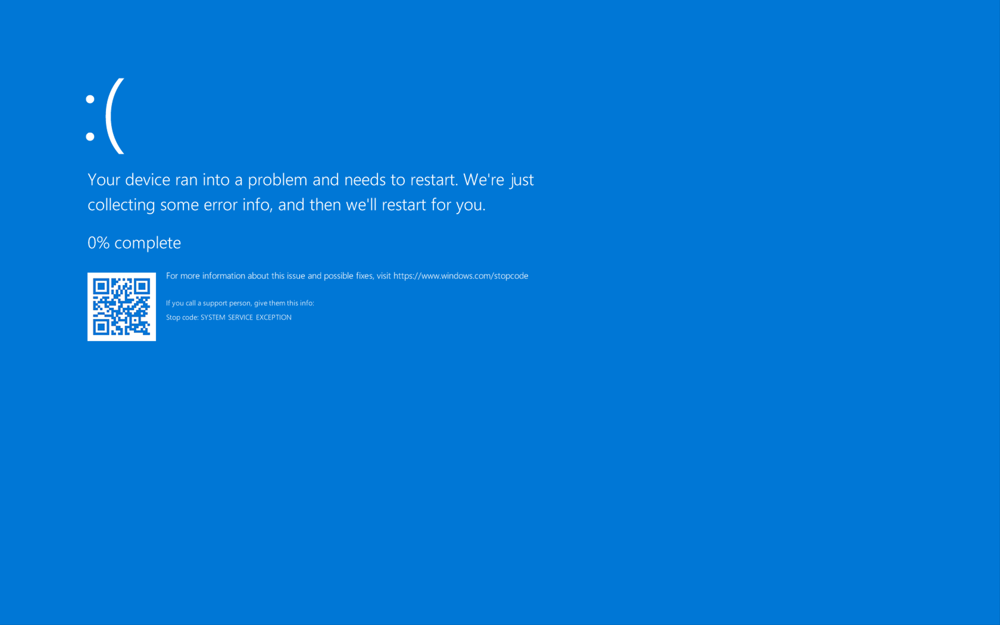 :(
Your device ran into a problem and needs to restart. We're just
collecting some error info, and then we'll restart for you.
0% complete
For more information about this issue and possible fixes, visit https://www.windows.com/stopcode
If you call a support person, give them this info:
Stop code: SYSTEM SERVICE EXCEPTION